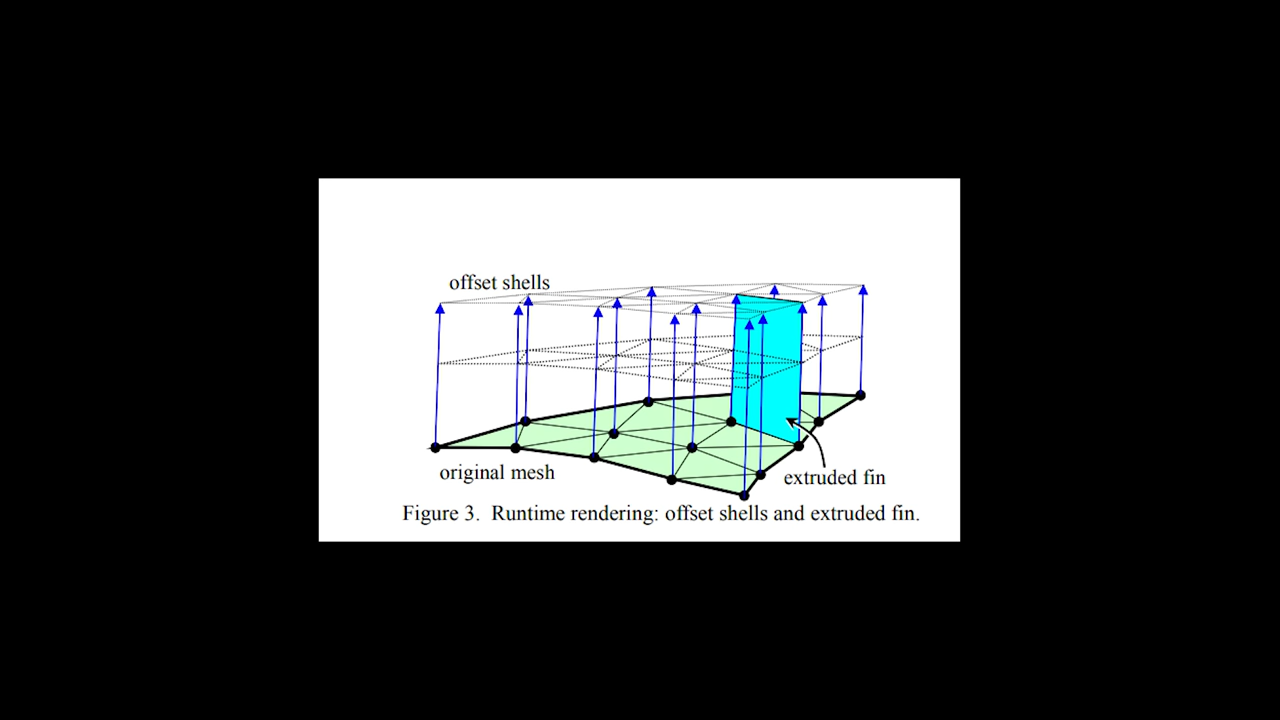 offset shells
original mesh
extruded fin
Figure 3.  Runtime rendering: offset shells and extruded fin.